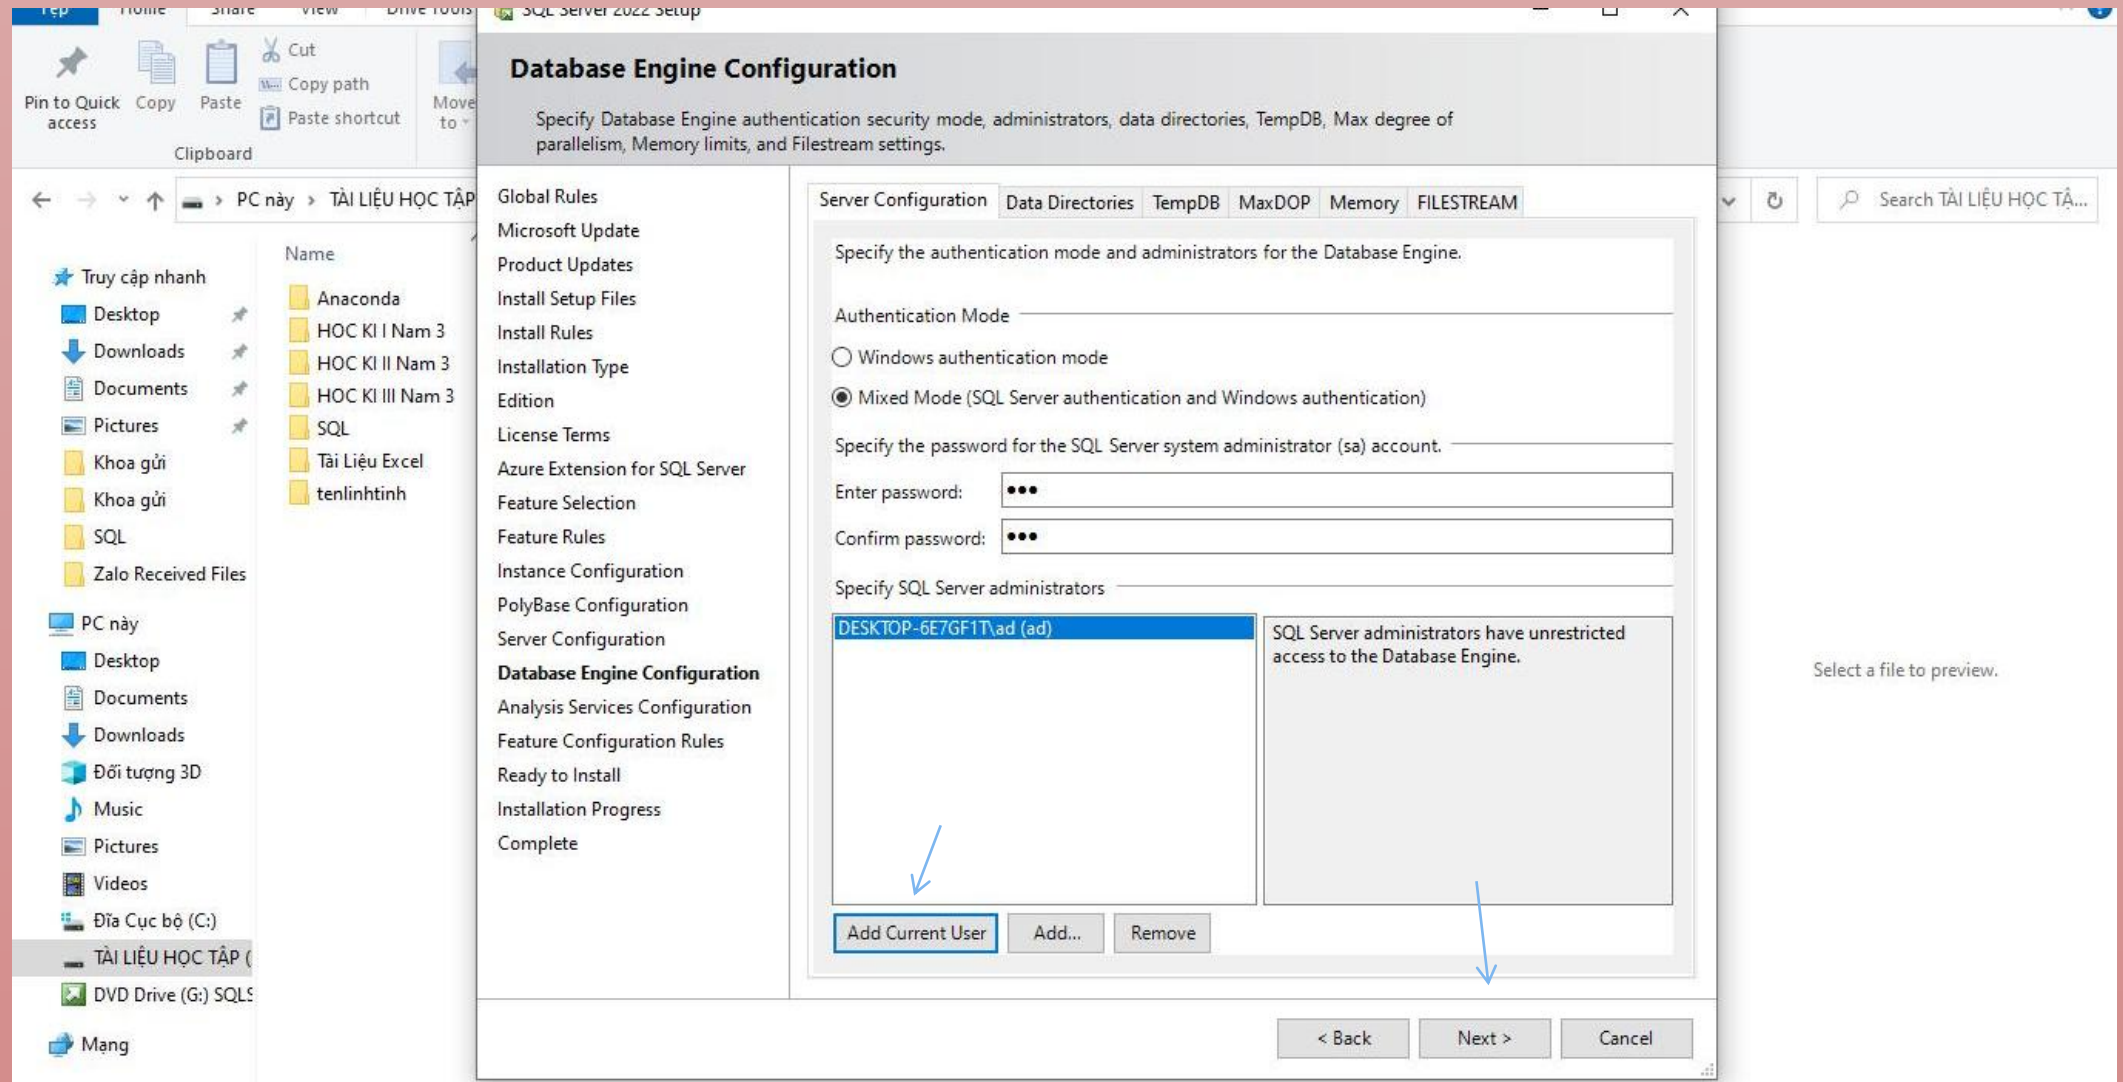 Tệp Home Share View Drive Tools
SQL Server 2022 Setup
Pin to Quick access
Copy
Paste
Cut
Copy path
Paste shortcut
Move to
Clipboard
PC này > TÀI LIỆU HỌC TẬP
Search TÀI LIỆU HỌC TẬ...
Truy cập nhanh
Desktop
Downloads
Documents
Pictures
Khoa gửi
Khoa gửi
SQL
Zalo Received Files
PC này
Desktop
Documents
Downloads
Đối tượng 3D
Music
Pictures
Videos
Đĩa Cục bộ (C:)
TÀI LIỆU HỌC TẬP (
DVD Drive (G:) SQLS
Mạng
Name
Anaconda
HOC KI I Nam 3
HOC KI II Nam 3
HOC KI III Nam 3
SQL
Tài Liệu Excel
tenlinhtinh
Database Engine Configuration
Specify Database Engine authentication security mode, administrators, data directories, TempDB, Max degree of
parallelism, Memory limits, and Filestream settings.
Global Rules
Microsoft Update
Product Updates
Install Setup Files
Install Rules
Installation Type
Edition
License Terms
Azure Extension for SQL Server
Feature Selection
Feature Rules
Instance Configuration
PolyBase Configuration
Server Configuration
Database Engine Configuration
Analysis Services Configuration
Feature Configuration Rules
Ready to Install
Installation Progress
Complete
Server Configuration Data Directories TempDB MaxDOP Memory FILESTREAM
Specify the authentication mode and administrators for the Database Engine.
Authentication Mode
Windows authentication mode
Mixed Mode (SQL Server authentication and Windows authentication)
Specify the password for the SQL Server system administrator (sa) account.
Enter password: •••
Confirm password: •••
Specify SQL Server administrators
DESKTOP-6E7GF1T\ad (ad)
SQL Server administrators have unrestricted
access to the Database Engine.
Add Current User Add... Remove
< Back Next > Cancel
Select a file to preview.